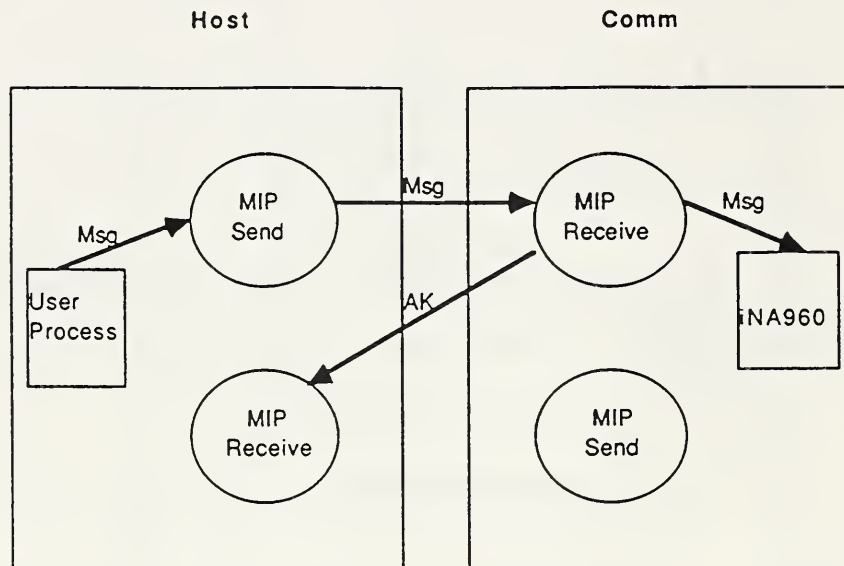 Host
Comm
MIP
Send
Msg
MIP
Receive
Msg
Msg
User
Process
AK
iNA960
MIP
Receive
MIP
Send